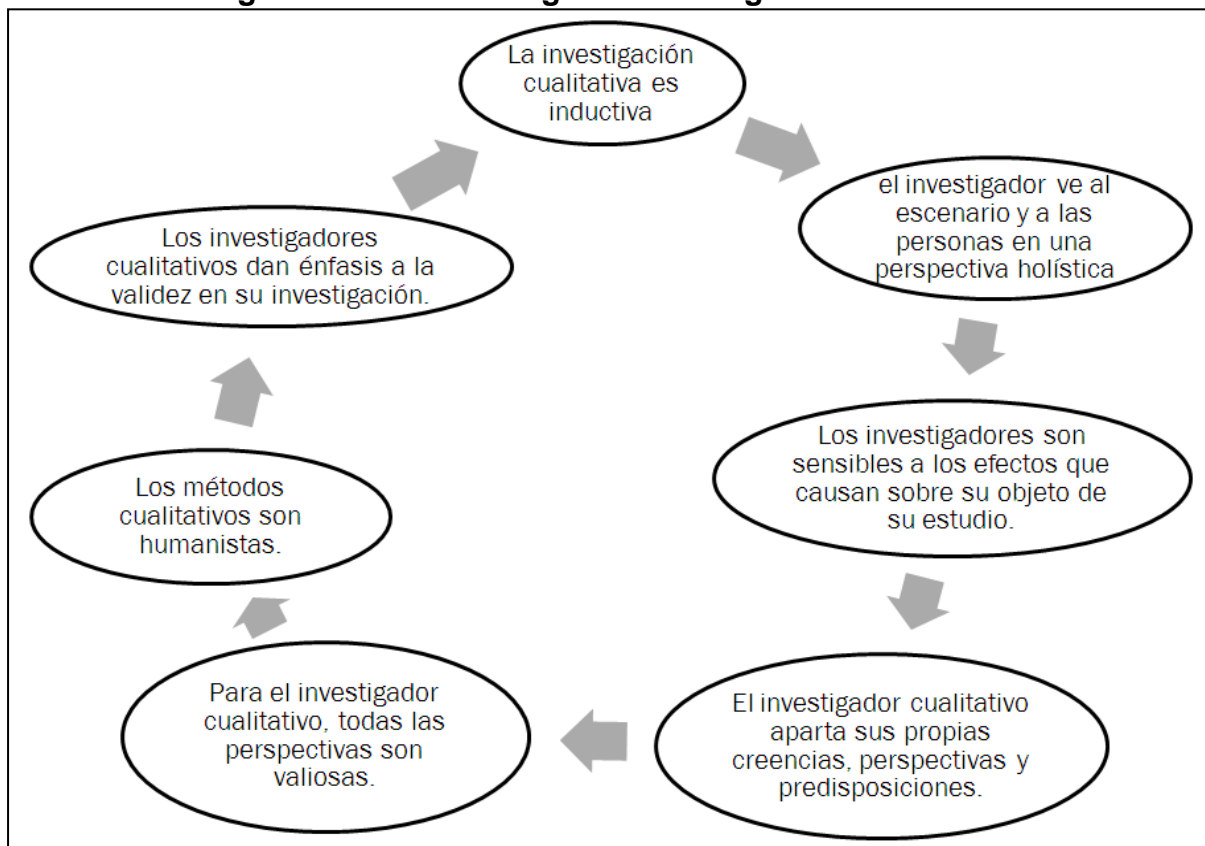 La investigación
cualitativa es
inductiva
el investigador ve al
escenario y a las
personas en una
perspectiva holística
Los investigadores son
sensibles a los efectos que
causan sobre su objeto de
su estudio.
El investigador cualitativo
aparta sus propias
creencias, perspectivas y
predisposiciones.
Para el investigador
cualitativo, todas las
perspectivas son
valiosas.
Los métodos
cualitativos son
humanistas.
Los investigadores
cualitativos dan énfasis a la
validez en su investigación.